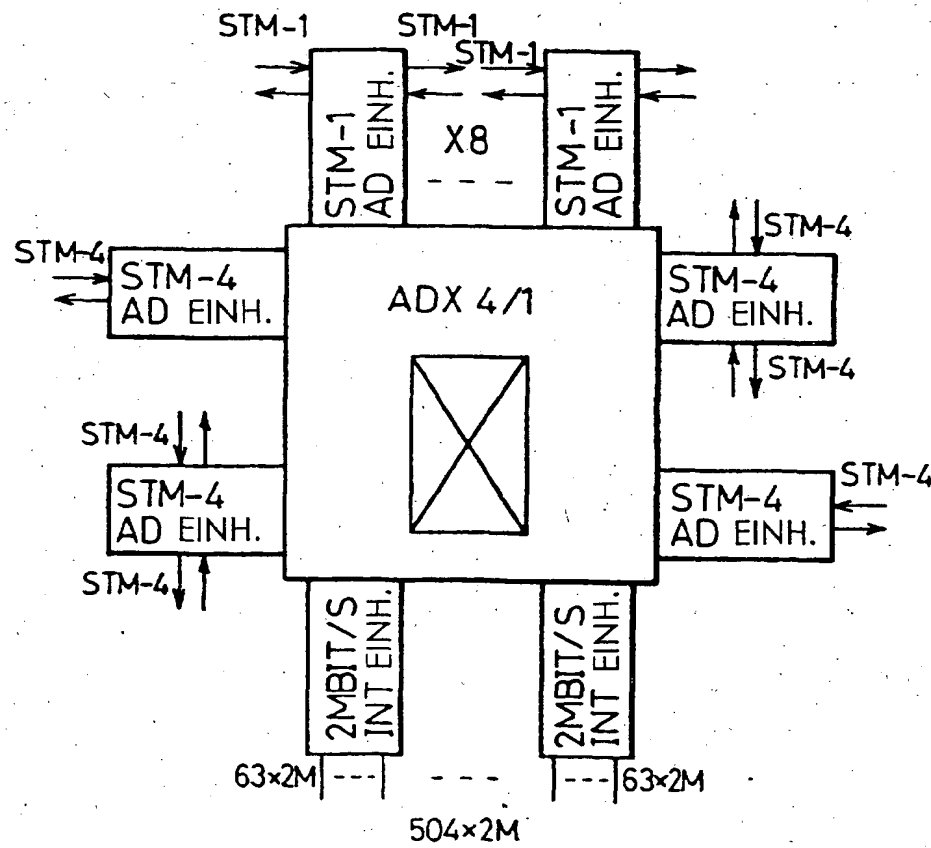 STM-1
STM-1
STM-1
STM-1
AD EINH.
X8
STM-1
AD EINH.
STM-4
STM-4
AD EINH.
ADX 4/1
STM-4
STM-4
AD EINH.
STM-4
STM-4
STM-4
AD EINH.
STM-4
STM-4
STM-4
AD EINH.
2MBIT/S
INT EINH.
2MBIT/S
INT EINH.
63×2M
63×2M
504×2M